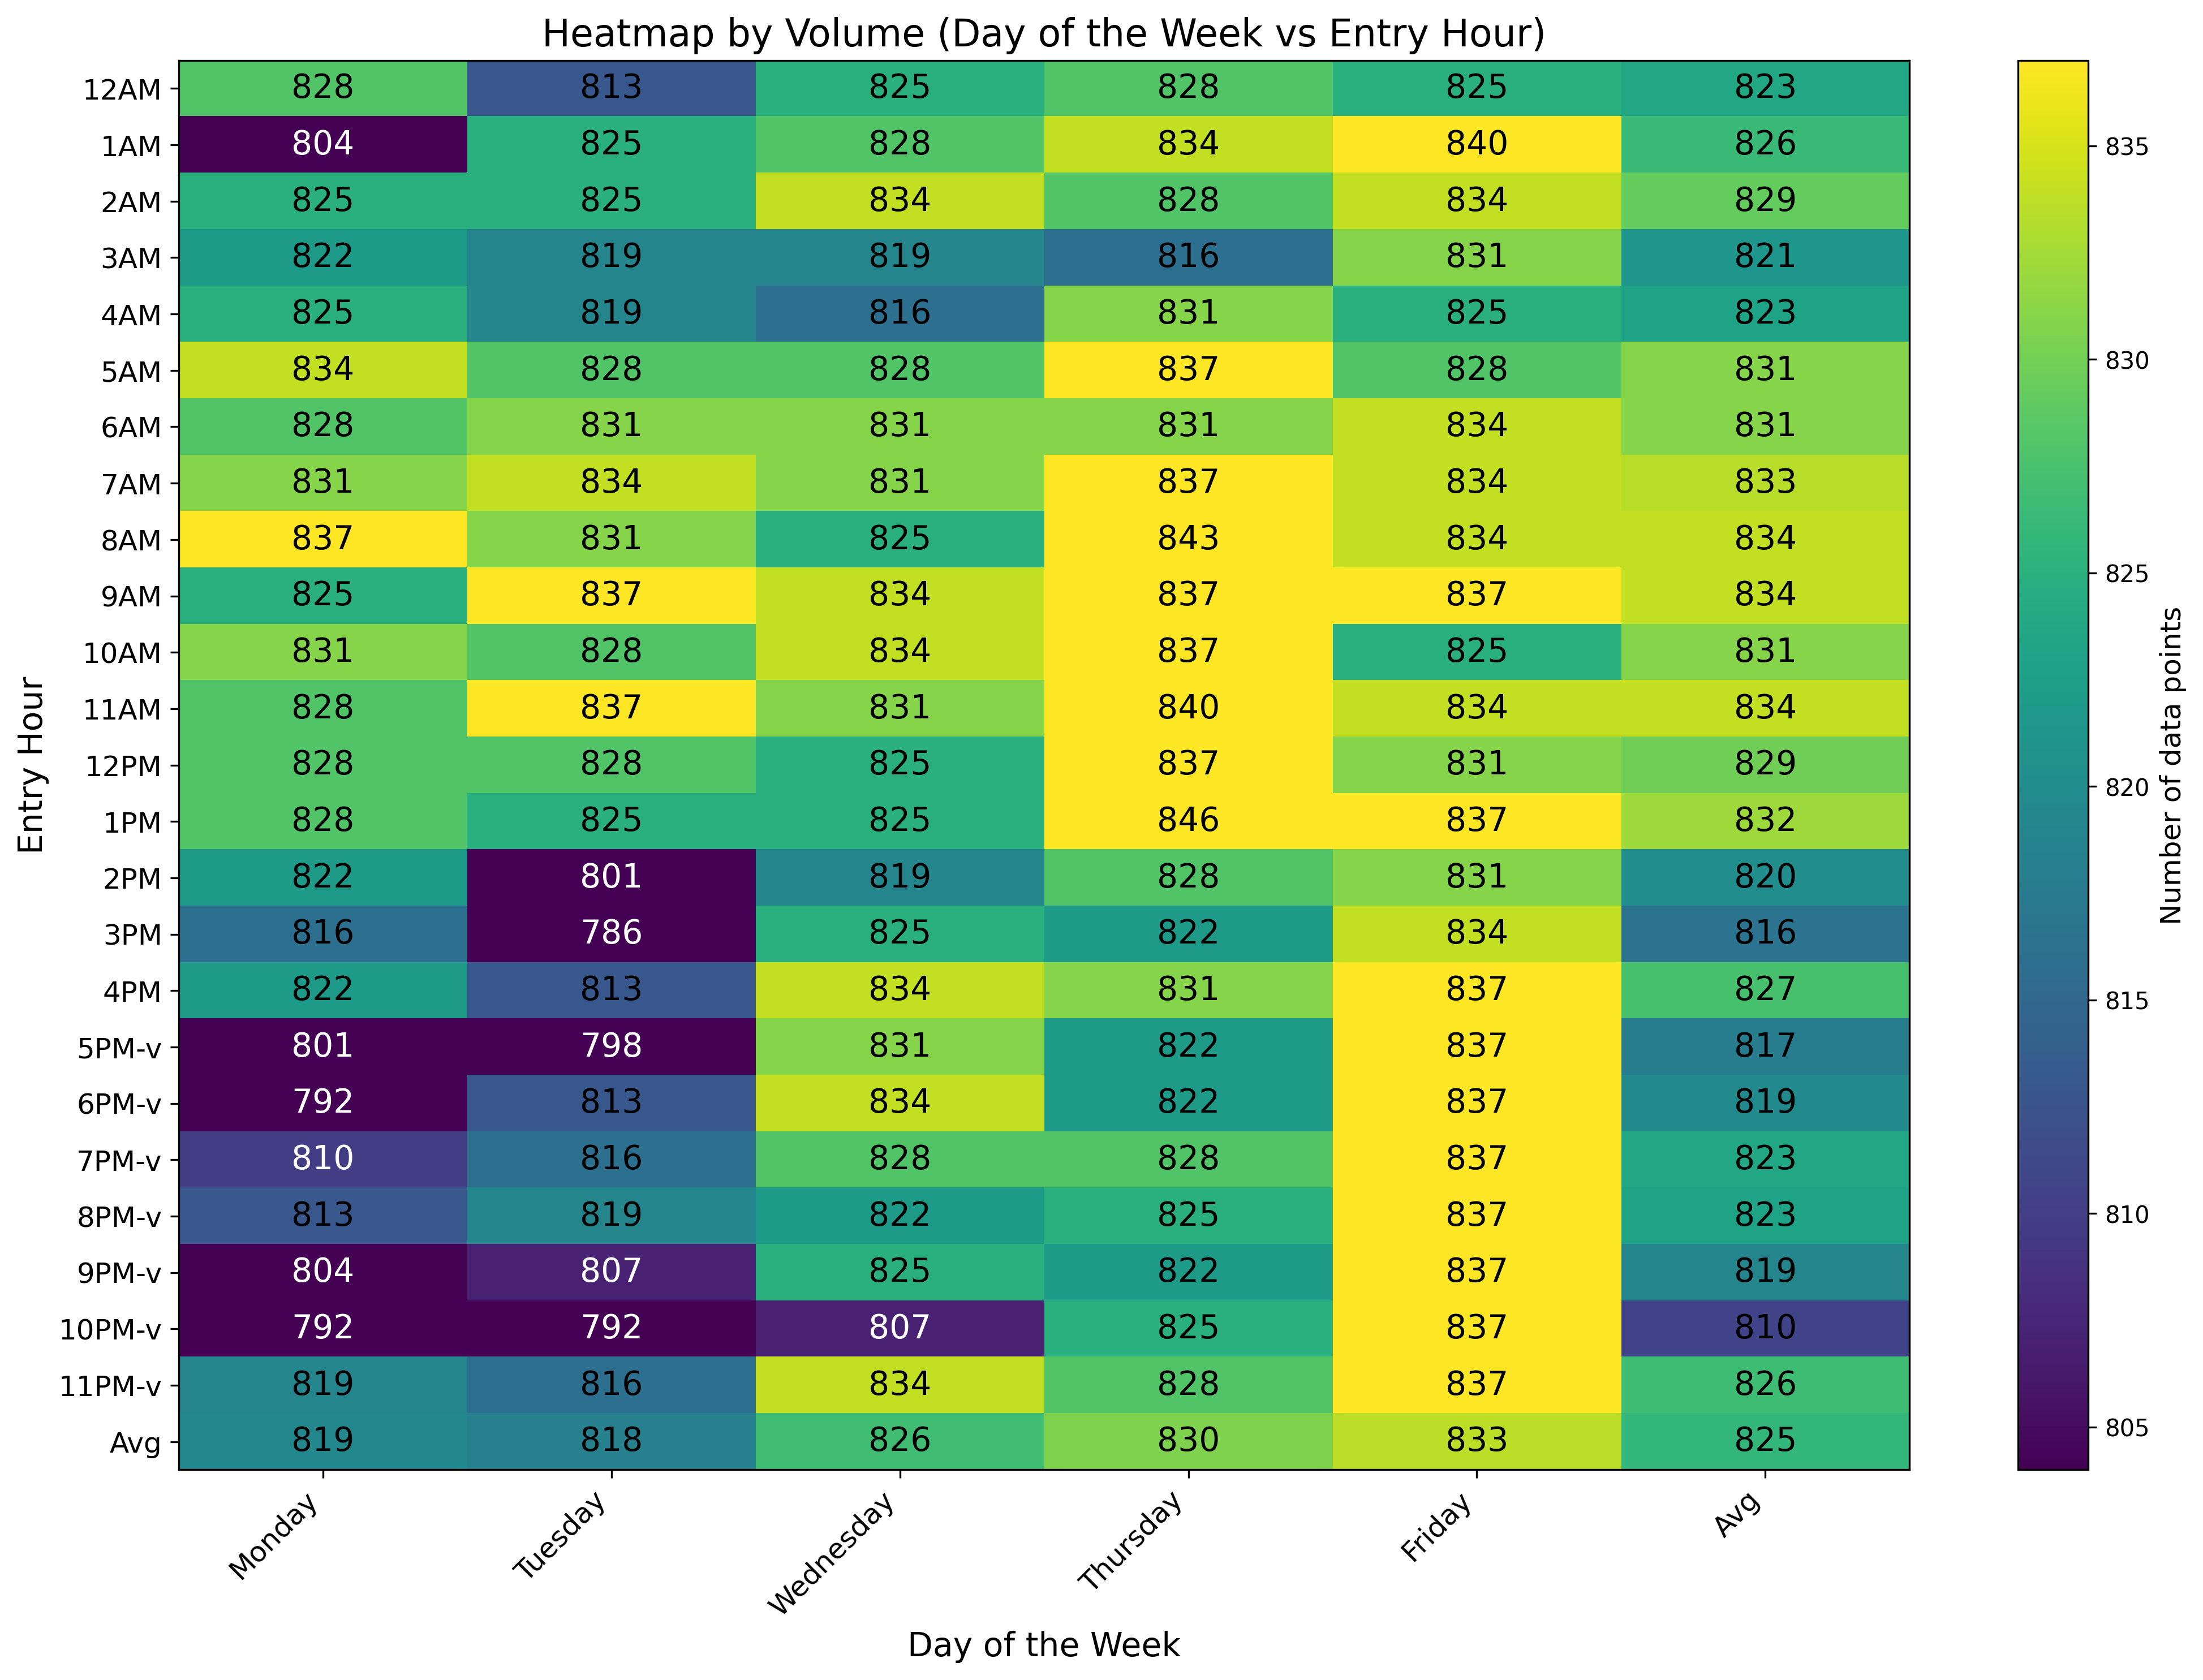 Heatmap by Volume (Day of the Week vs Entry Hour)
12AM 828 813 825 828 825 823
1AM 804 825 828 834 840 826
2AM 825 825 834 828 834 829
3AM 822 819 819 816 831 821
4AM 825 819 816 831 825 823
5AM 834 828 828 837 828 831
6AM 828 831 831 831 834 831
7AM 831 834 831 837 834 833
8AM 837 831 825 843 834 834
9AM 825 837 834 837 837 834
10AM 831 828 834 837 825 831
11AM 828 837 831 840 834 834
12PM 828 828 825 837 831 829
1PM 828 825 825 846 837 832
2PM 822 801 819 828 831 820
3PM 816 786 825 822 834 816
4PM 822 813 834 831 837 827
5PM-v 801 798 831 822 837 817
6PM-v 792 813 834 822 837 819
7PM-v 810 816 828 828 837 823
8PM-v 813 819 822 825 837 823
9PM-v 804 807 825 822 837 819
10PM-v 792 792 807 825 837 810
11PM-v 819 816 834 828 837 826
Avg 819 818 826 830 833 825
Monday Tuesday Wednesday Thursday Friday Avg
Day of the Week
Entry Hour
835
830
825
820
815
810
805
Number of data points